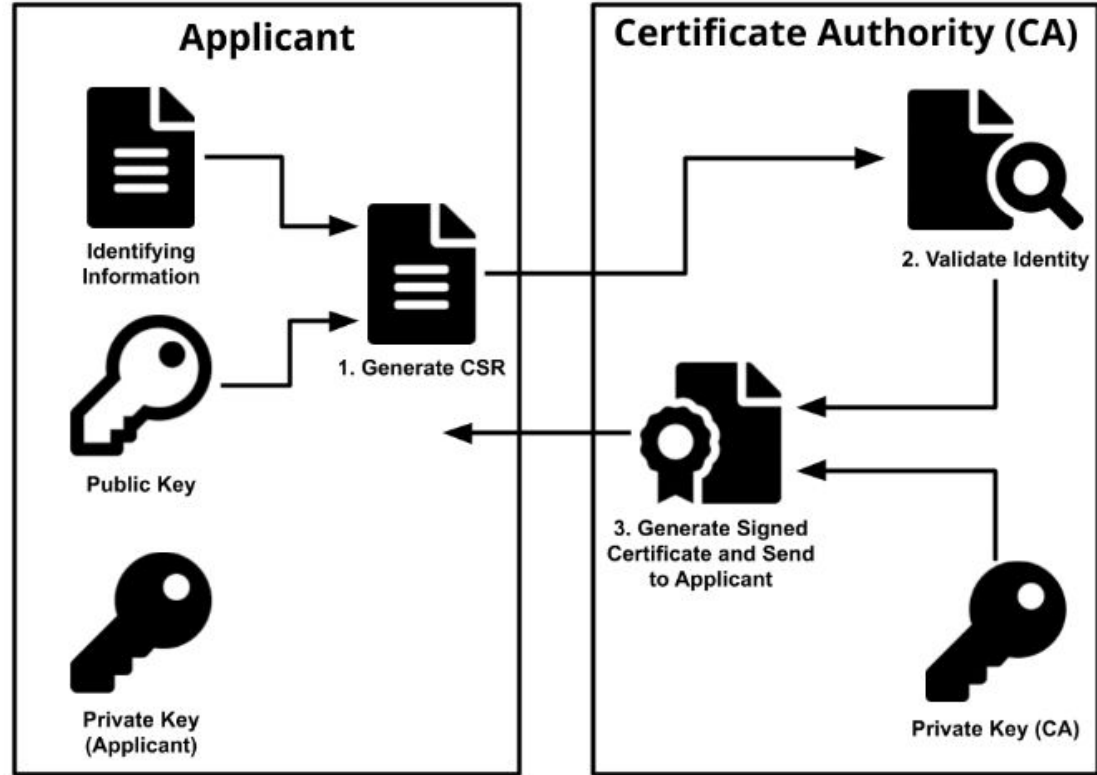 Applicant
Identifying
Information
Public Key
Private Key
(Applicant)
1. Generate CSR
Certificate Authority (CA)
2. Validate Identity
3. Generate Signed
Certificate and Send
to Applicant
Private Key (CA)